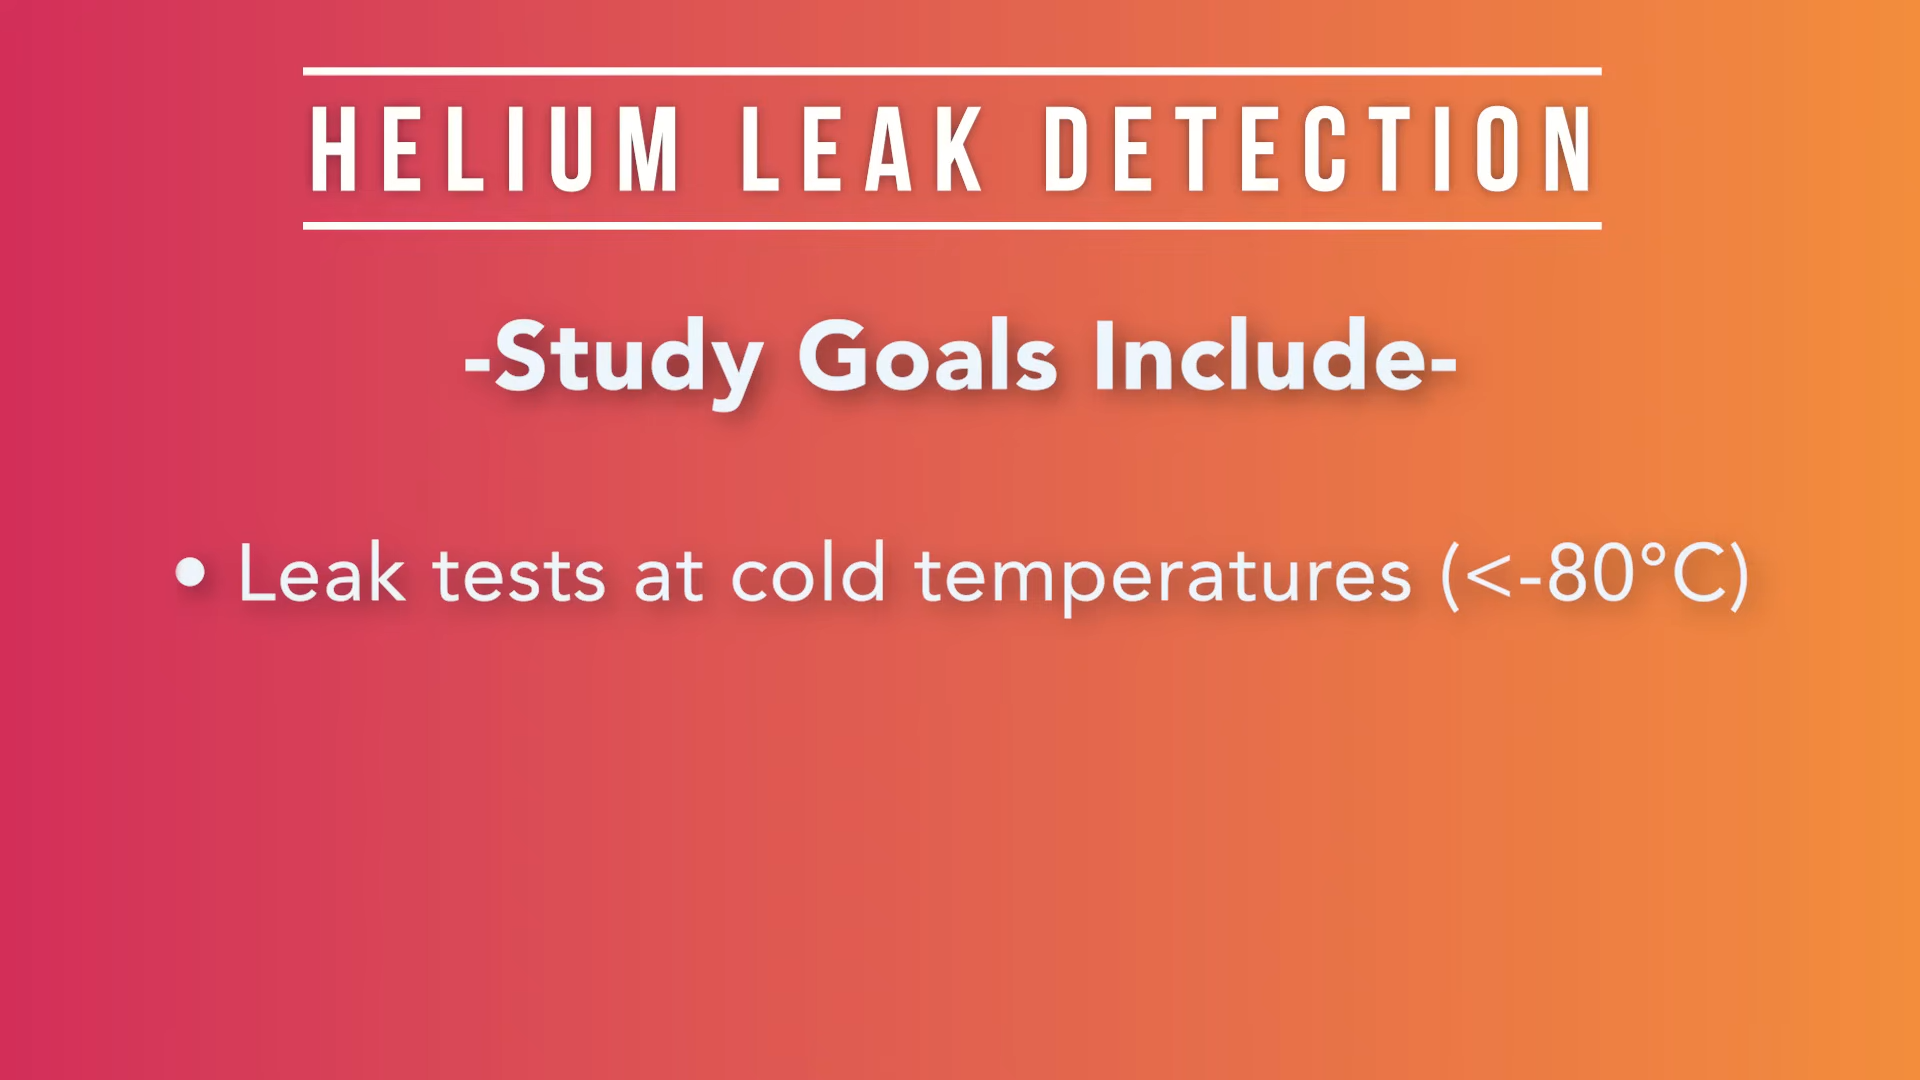 HELIUM LEAK DETECTION
-Study Goals Include-
• Leak tests at cold temperatures (<-80°C)